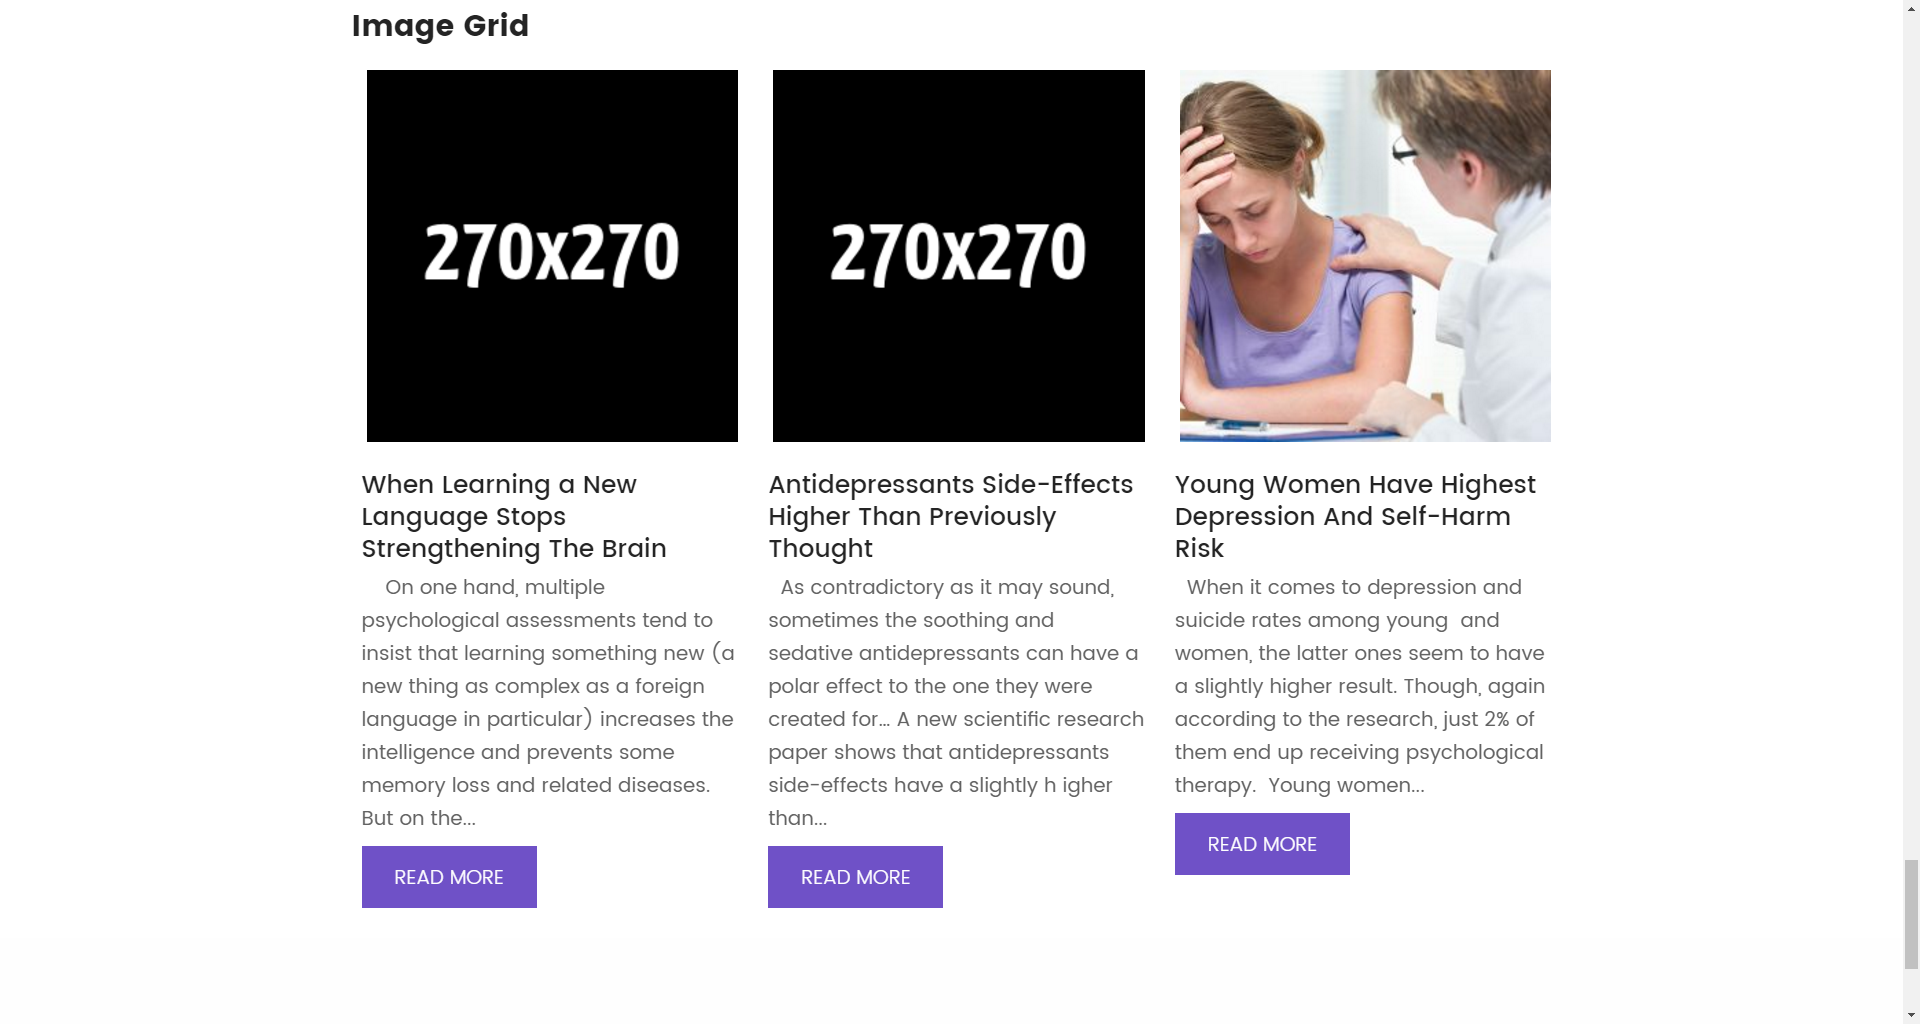 Image Grid
270x270
270x270
When Learning a New
Language Stops
Strengthening The Brain
On one hand, multiple
psychological assessments tend to
insist that learning something new (a
new thing as complex as a foreign
language in particular) increases the
intelligence and prevents some
memory loss and related diseases.
But on the...
READ MORE
Antidepressants Side-Effects
Higher Than Previously
Thought
As contradictory as it may sound,
sometimes the soothing and
sedative antidepressants can have a
polar effect to the one they were
created for... A new scientific research
paper shows that antidepressants
side-effects have a slightly h igher
than...
READ MORE
Young Women Have Highest
Depression And Self-Harm
Risk
When it comes to depression and
suicide rates among young  and
women, the latter ones seem to have
a slightly higher result. Though, again
according to the research, just 2% of
them end up receiving psychological
therapy.  Young women...
READ MORE